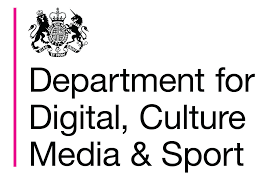 Department for
Digital, Culture
Media & Sport